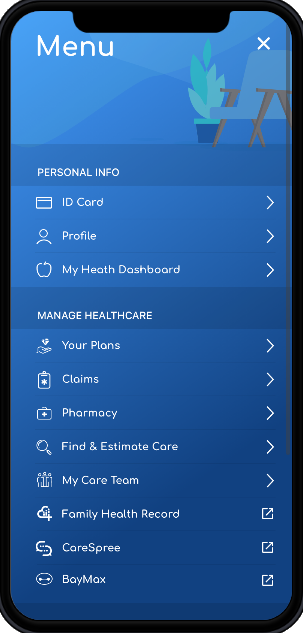 Menu
PERSONAL INFO
ID Card
Profile
My Heath Dashboard
MANAGE HEALTHCARE
Your Plans
Claims
Pharmacy
Find & Estimate Care
My Care Team
Family Health Record
CareSpree
BayMax